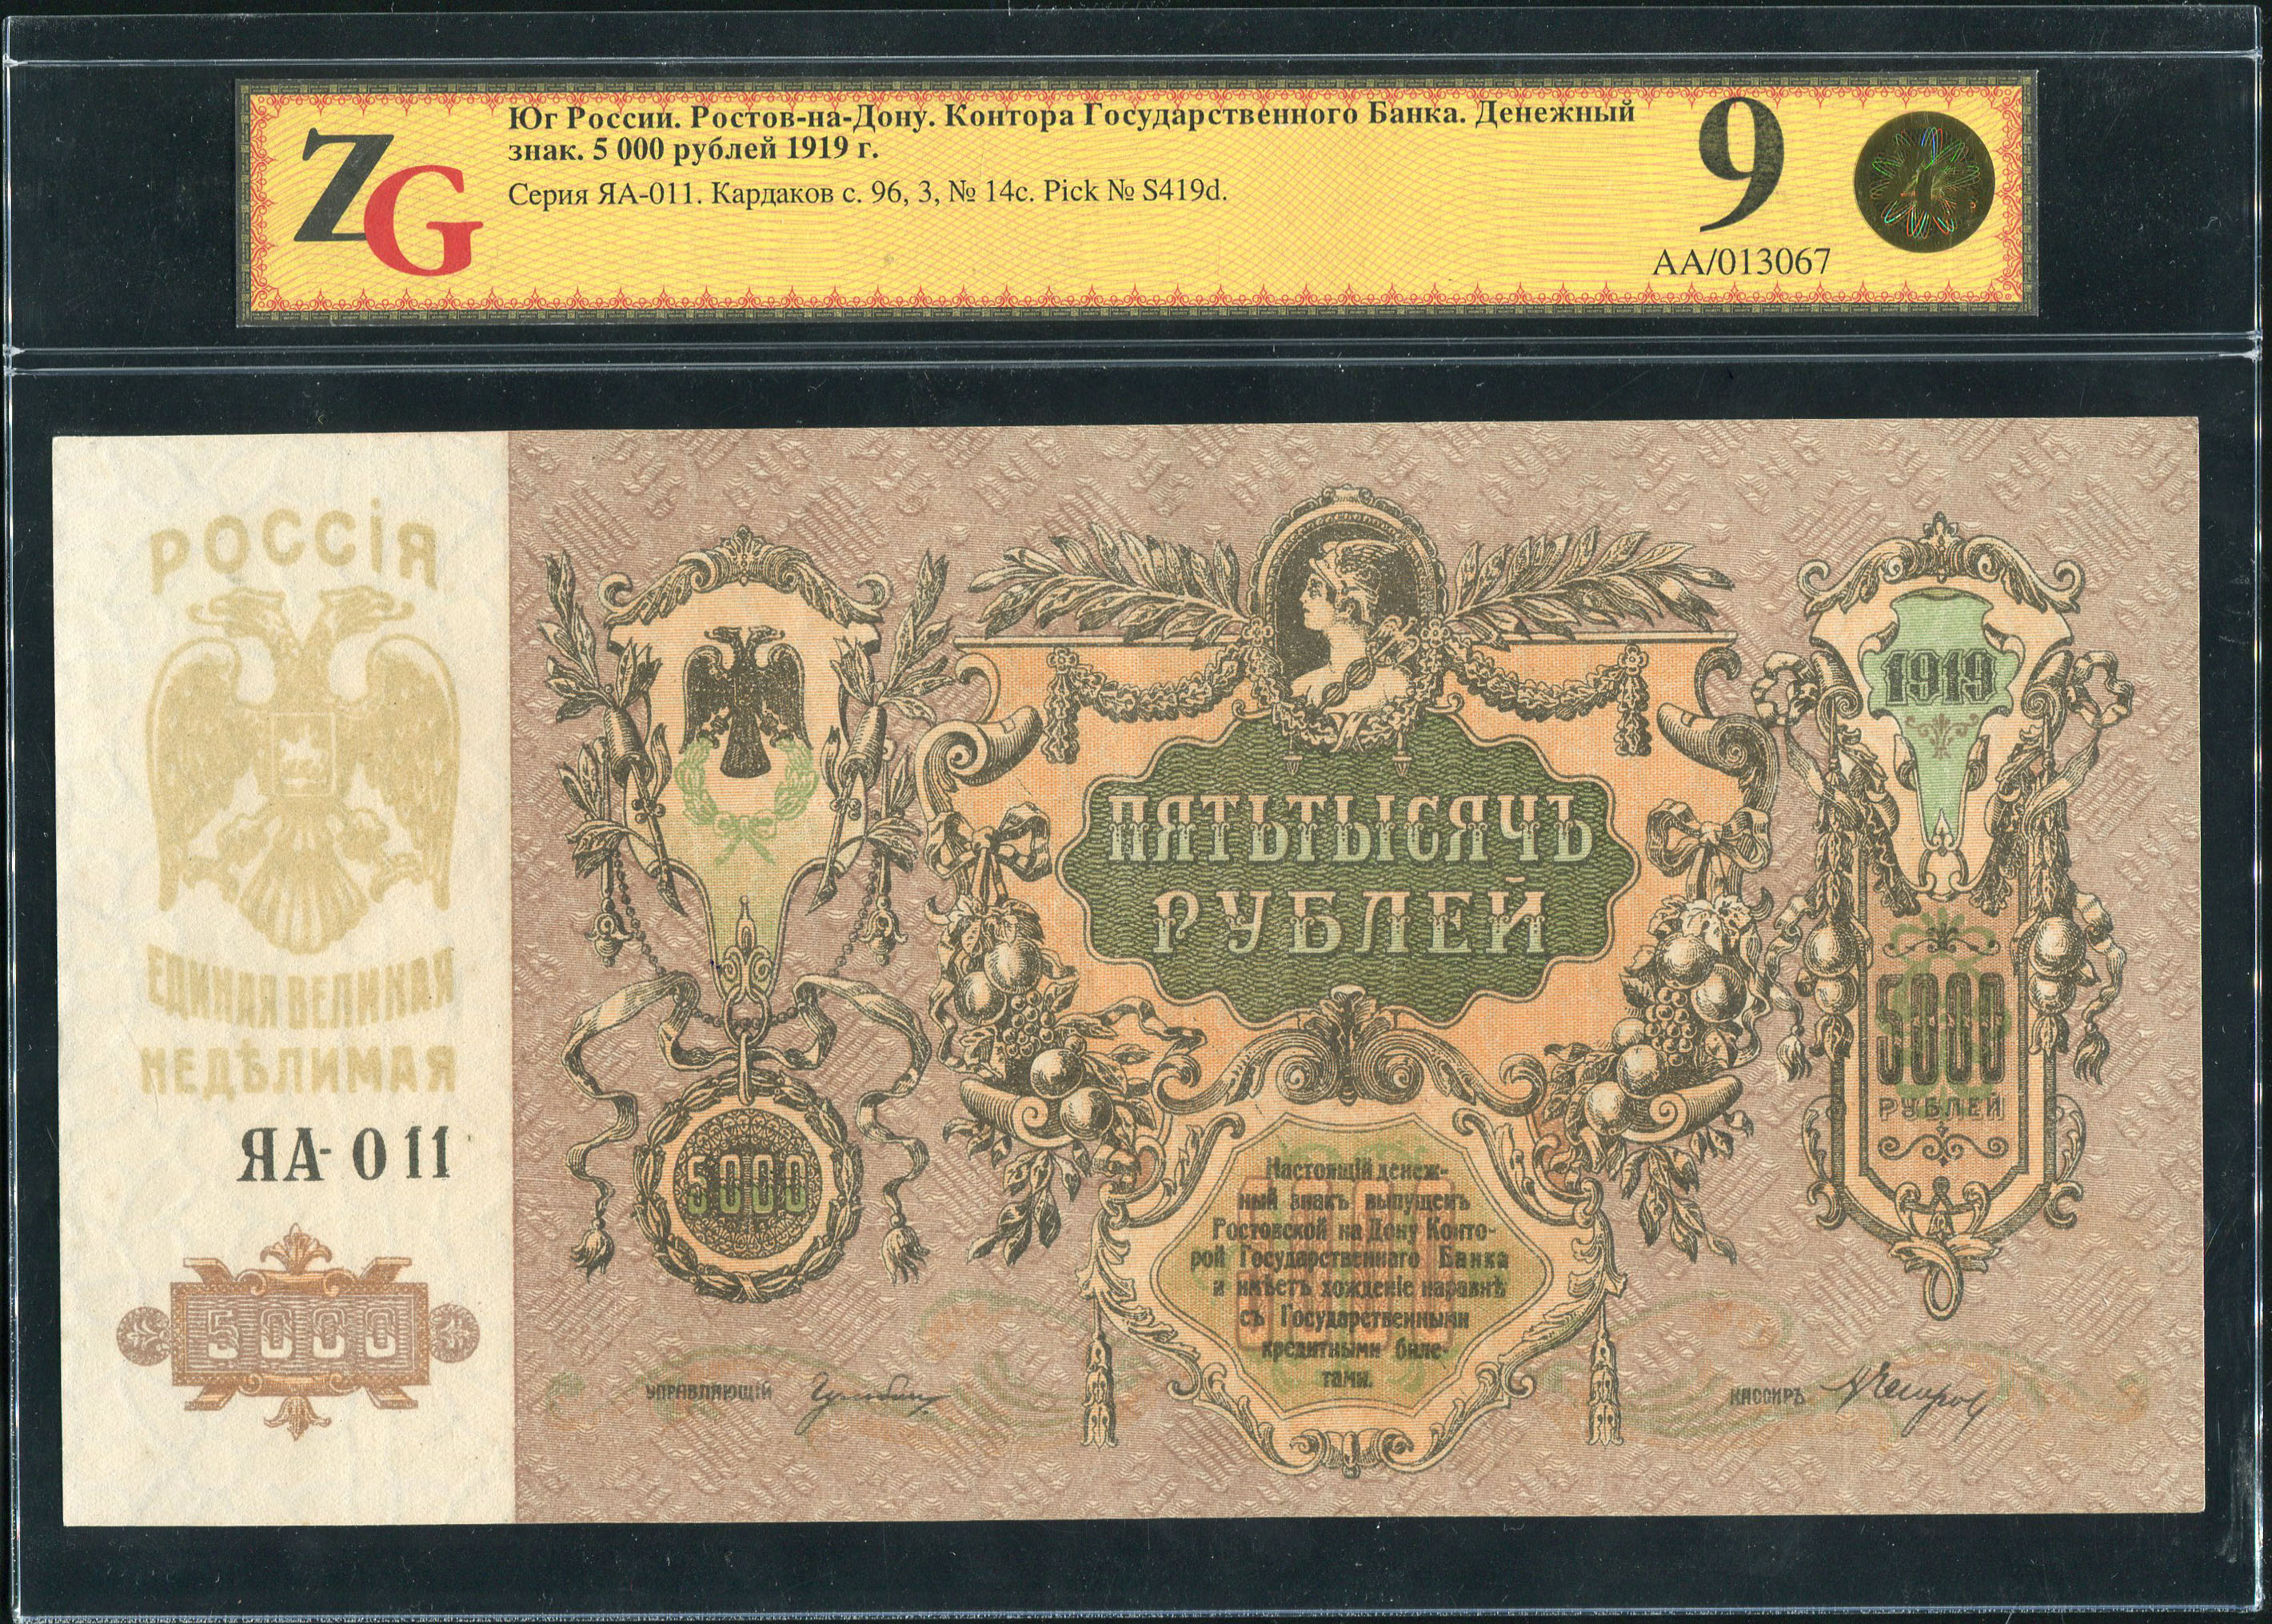 ZG
Юг России. Ростов-на-Дону. Контора Государственного Банка. Денежный
знак. 5 000 рублей 1919 г.
Серия ЯА-011. Кардаков с. 96, 3, № 14с. Pick № S419d.
9
АА/013067
РОССІЯ
ЕДИНАЯ ВЕЛИКАЯ
НЕДѢЛИМАЯ
ЯА-011
5000
5000
ПЯТЬТЫСЯЧЪ
РУБЛЕЙ
Настоящій денеж-
ный знакъ выпущенъ
Ростовской на Дону Конто-
рой Государственнаго Банка
и имѣетъ хожденіе наравнѣ
съ Государственными
кредитными биле-
тами.
1919
5000
РУБЛЕЙ
УПРАВЛЯЮЩІЙ
КАССИРЪ